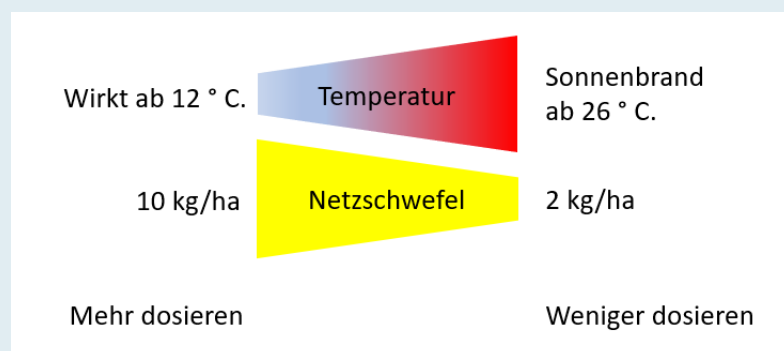 Wirkt ab 12 ° C.
Temperatur
Sonnenbrand
ab 26 ° C.
10 kg/ha
Netzschwefel
2 kg/ha
Mehr dosieren
Weniger dosieren